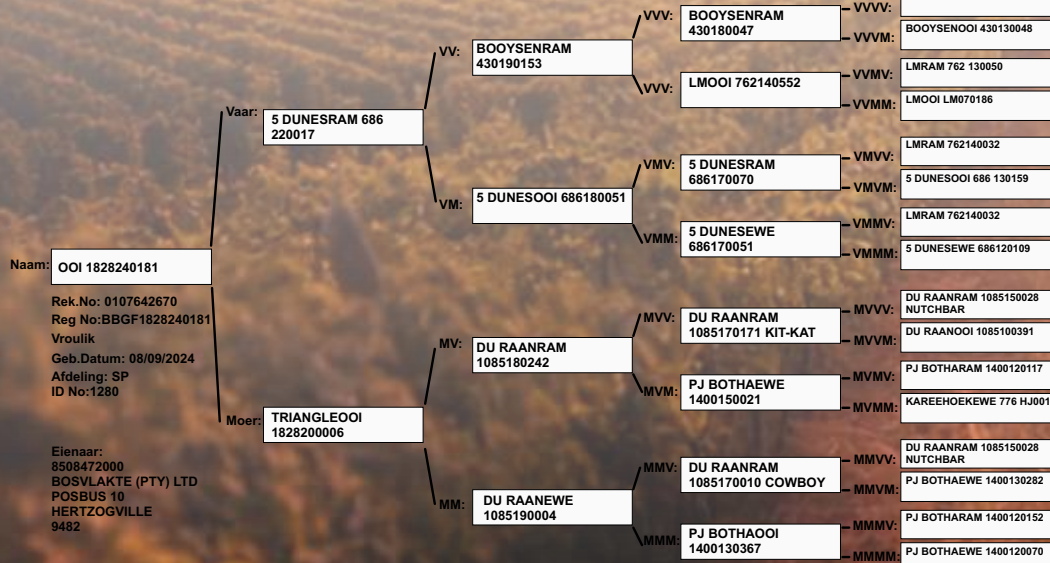 Naam:
OOI 1828240181
Rek.No: 0107642670
Reg No:BBGF1828240181
Vroulik
Geb.Datum: 08/09/2024
Afdeling: SP
ID No:1280
Eienaar:
8508472000
BOSVLAKTE (PTY) LTD
POSBUS 10
HERTZOGVILLE
9482
Vaar:
5 DUNESRAM 686
220017
Moer:
TRIANGLEOOI
1828200006
VV:
BOOYSENRAM
430190153
VM:
5 DUNESOOI 686180051
MV:
DU RAANRAM
1085180242
MM:
DU RAANEWE
1085190004
VVV:
BOOYSENRAM
430180047
VVV:
LMOOI 762140552
VMV:
5 DUNESRAM
686170070
VMM:
5 DUNESEWE
686170051
MVV:
DU RAANRAM
1085170171 KIT-KAT
MVM:
PJ BOTHAEWE
1400150021
MMV:
DU RAANRAM
1085170010 COWBOY
MMM:
PJ BOTHAOOI
1400130367
VVVV:
VVVM:
BOOYSENOOI 430130048
VVMV:
LMRAM 762 130050
VVMM:
LMOOI LM070186
VMVV:
LMRAM 762140032
VMVM:
5 DUNESOOI 686 130159
VMMV:
LMRAM 762140032
VMMM:
5 DUNESEWE 686120109
MVVV:
DU RAANRAM 1085150028
NUTCHBAR
MVVM:
DU RAANOOI 1085100391
MVMV:
PJ BOTHARAM 1400120117
MVMM:
KAREEHOEKEWE 776 HJ001
MMVV:
DU RAANRAM 1085150028
NUTCHBAR
MMVM:
PJ BOTHAEWE 1400130282
MMMV:
PJ BOTHARAM 1400120152
MMMM:
PJ BOTHAEWE 1400120070